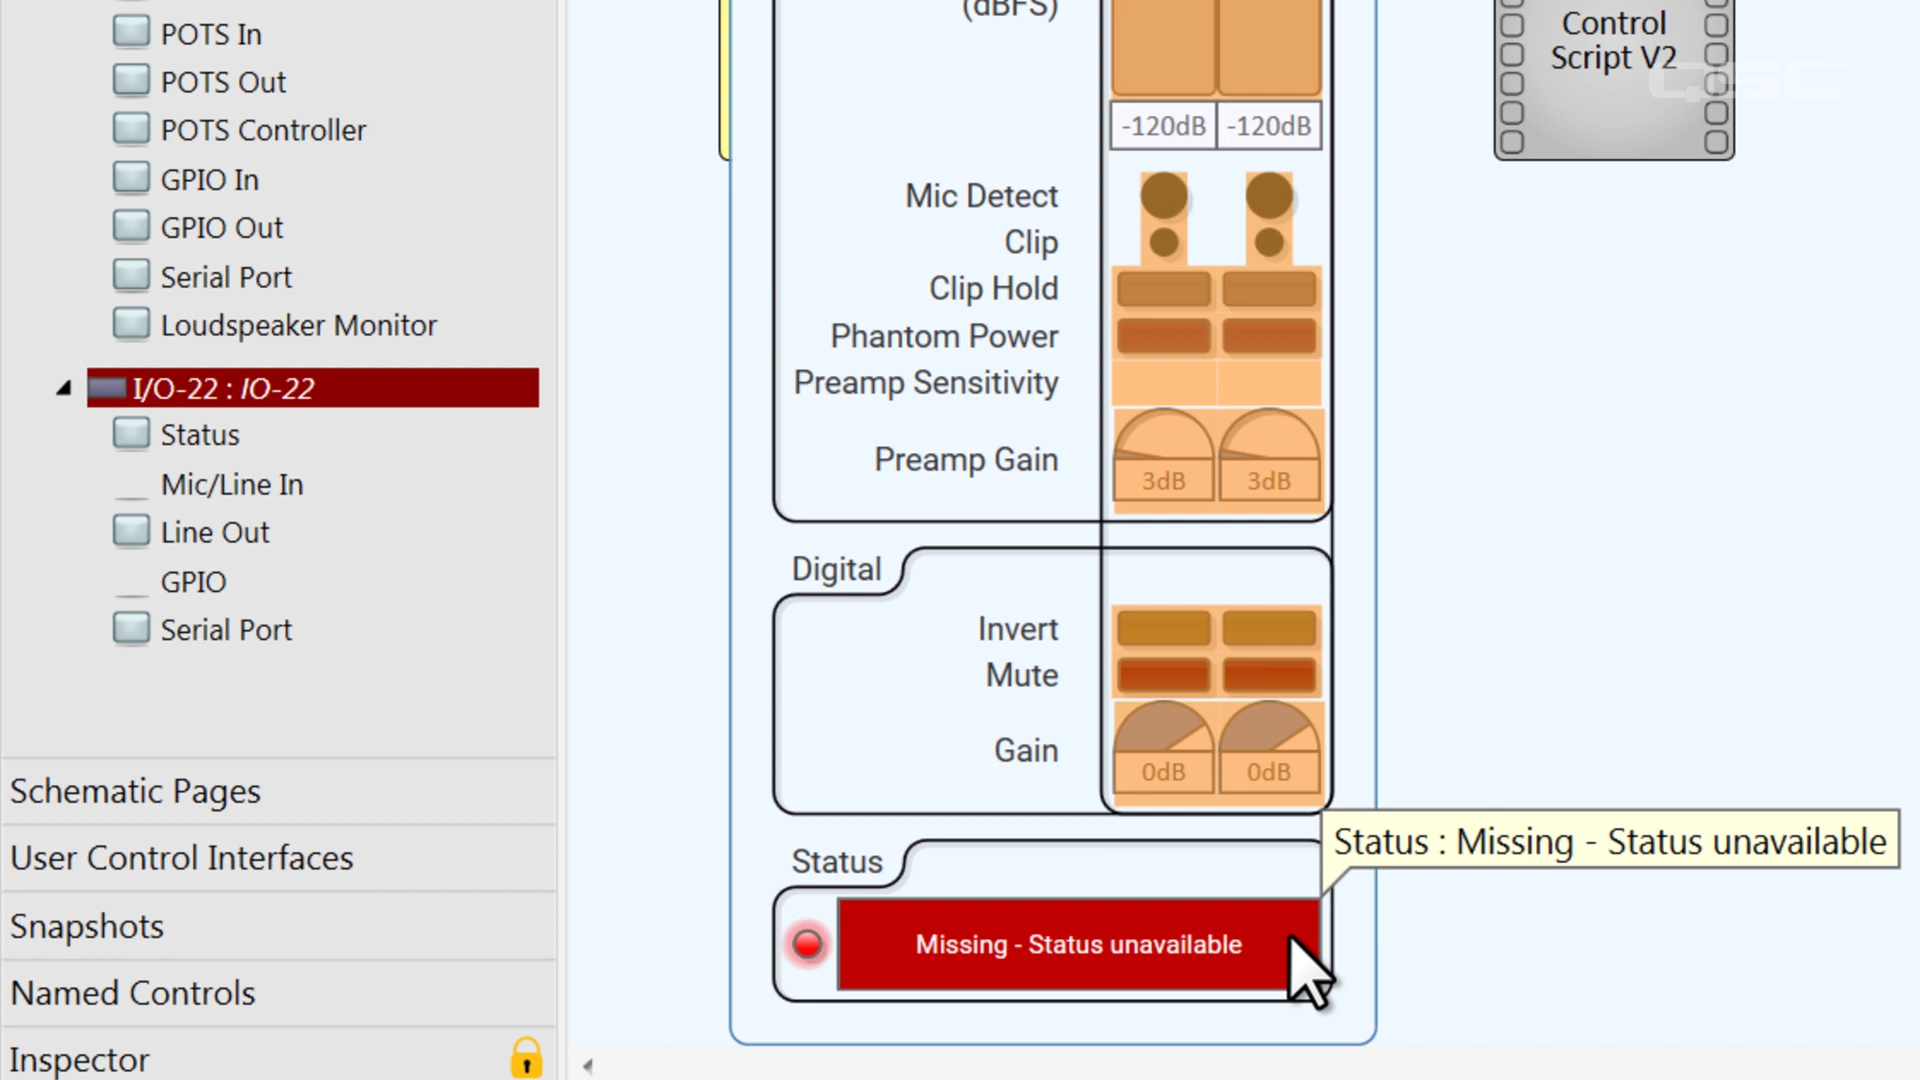 POTS In
POTS Out
POTS Controller
GPIO In
GPIO Out
Serial Port
Loudspeaker Monitor
I/O-22 : IO-22
Status
Mic/Line In
Line Out
GPIO
Serial Port
Schematic Pages
User Control Interfaces
Snapshots
Named Controls
Inspector
(dBFS)
-120dB -120dB
Mic Detect
Clip
Clip Hold
Phantom Power
Preamp Sensitivity
Preamp Gain
3dB 3dB
Digital
Invert
Mute
Gain
0dB 0dB
Status
Missing - Status unavailable
Status : Missing - Status unavailable
Control
Script V2
QSC